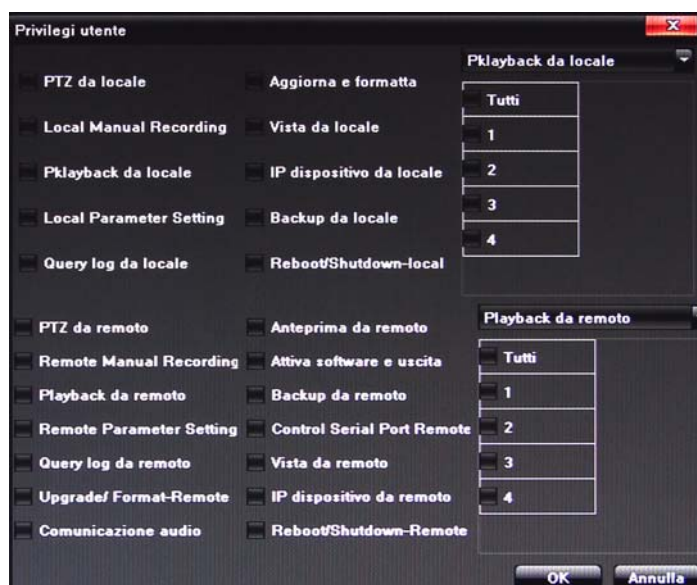 Privilegi utente
PTZ da locale
Aggiorna e formatta
Local Manual Recording
Vista da locale
Pklayback da locale
IP dispositivo da locale
Local Parameter Setting
Backup da locale
Query log da locale
Reboot/Shutdown-local
Pklayback da locale
Tutti
1
2
3
4
PTZ da remoto
Anteprima da remoto
Remote Manual Recording
Attiva software e uscita
Playback da remoto
Backup da remoto
Remote Parameter Setting
Control Serial Port Remote
Query log da remoto
Vista da remoto
Upgrade/ Format-Remote
IP dispositivo da remoto
Comunicazione audio
Reboot/Shutdown-Remote
Playback da remoto
Tutti
1
2
3
4
OK
Annulla